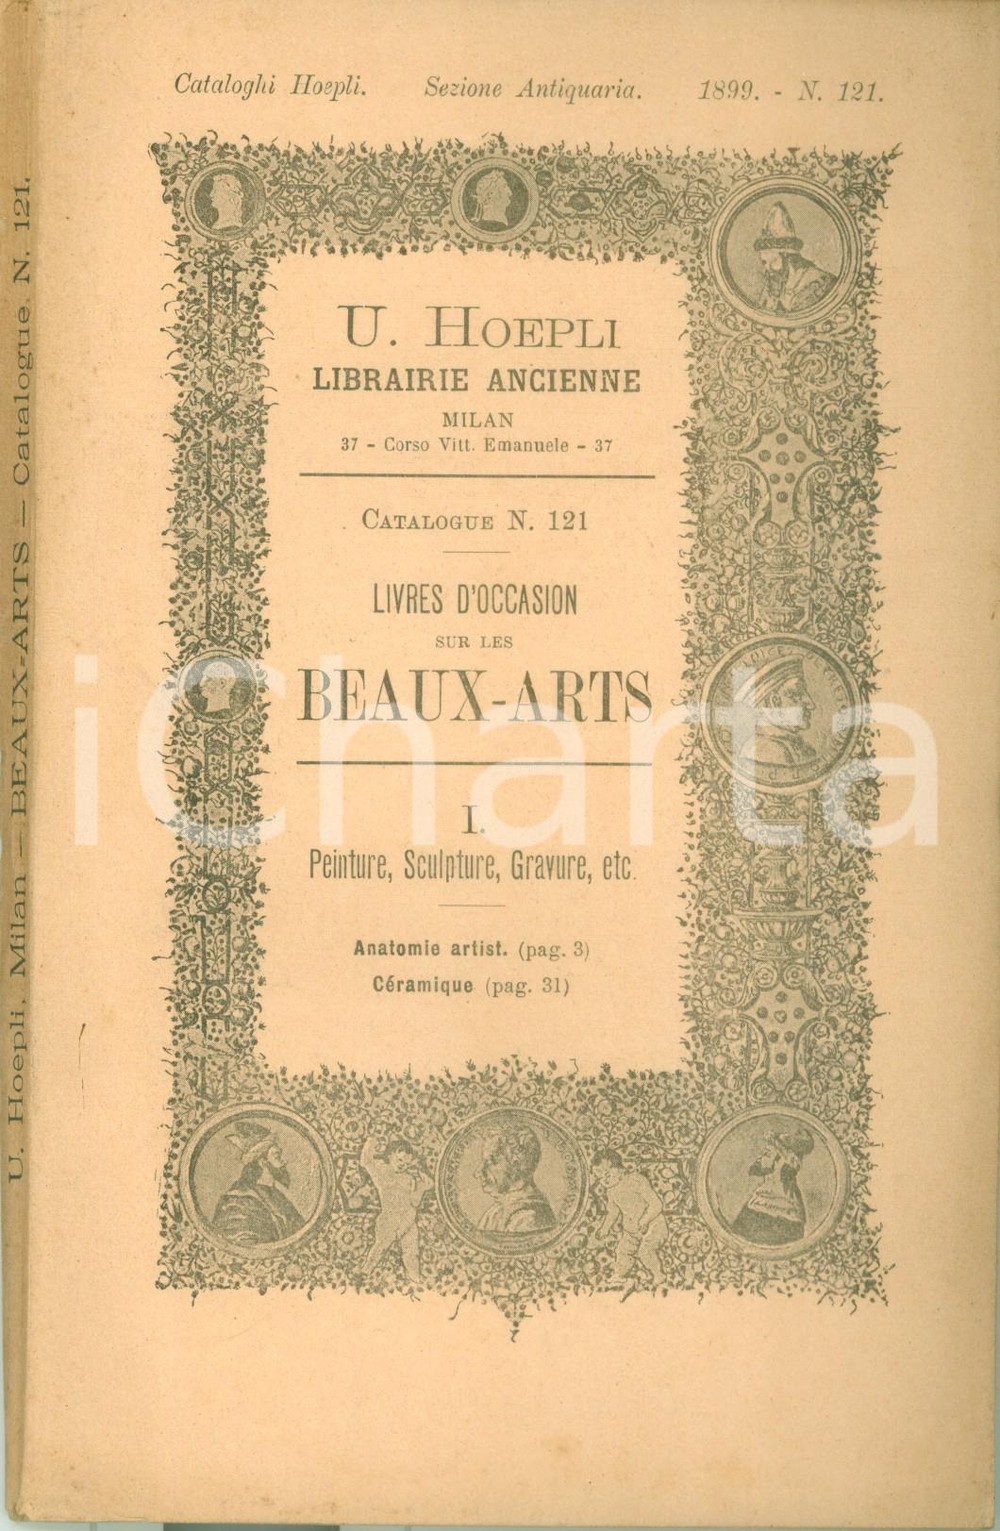 Cataloghi Hoepli. Sezione Antiquaria. 1899. - N. 121.
U. HOEPLI
LIBRAIRIE ANCIENNE
MILAN
37 - Corso Vitt. Emanuele - 37
CATALOGUE N. 121
LIVRES D'OCCASION
SUR LES
BEAUX-ARTS
I.
Peinture, Sculpture, Gravure, etc.
Anatomie artist. (pag. 3)
Céramique (pag. 31)
U. Hoepli, Milan — BEAUX-ARTS — Catalogue N. 121.
iCharta